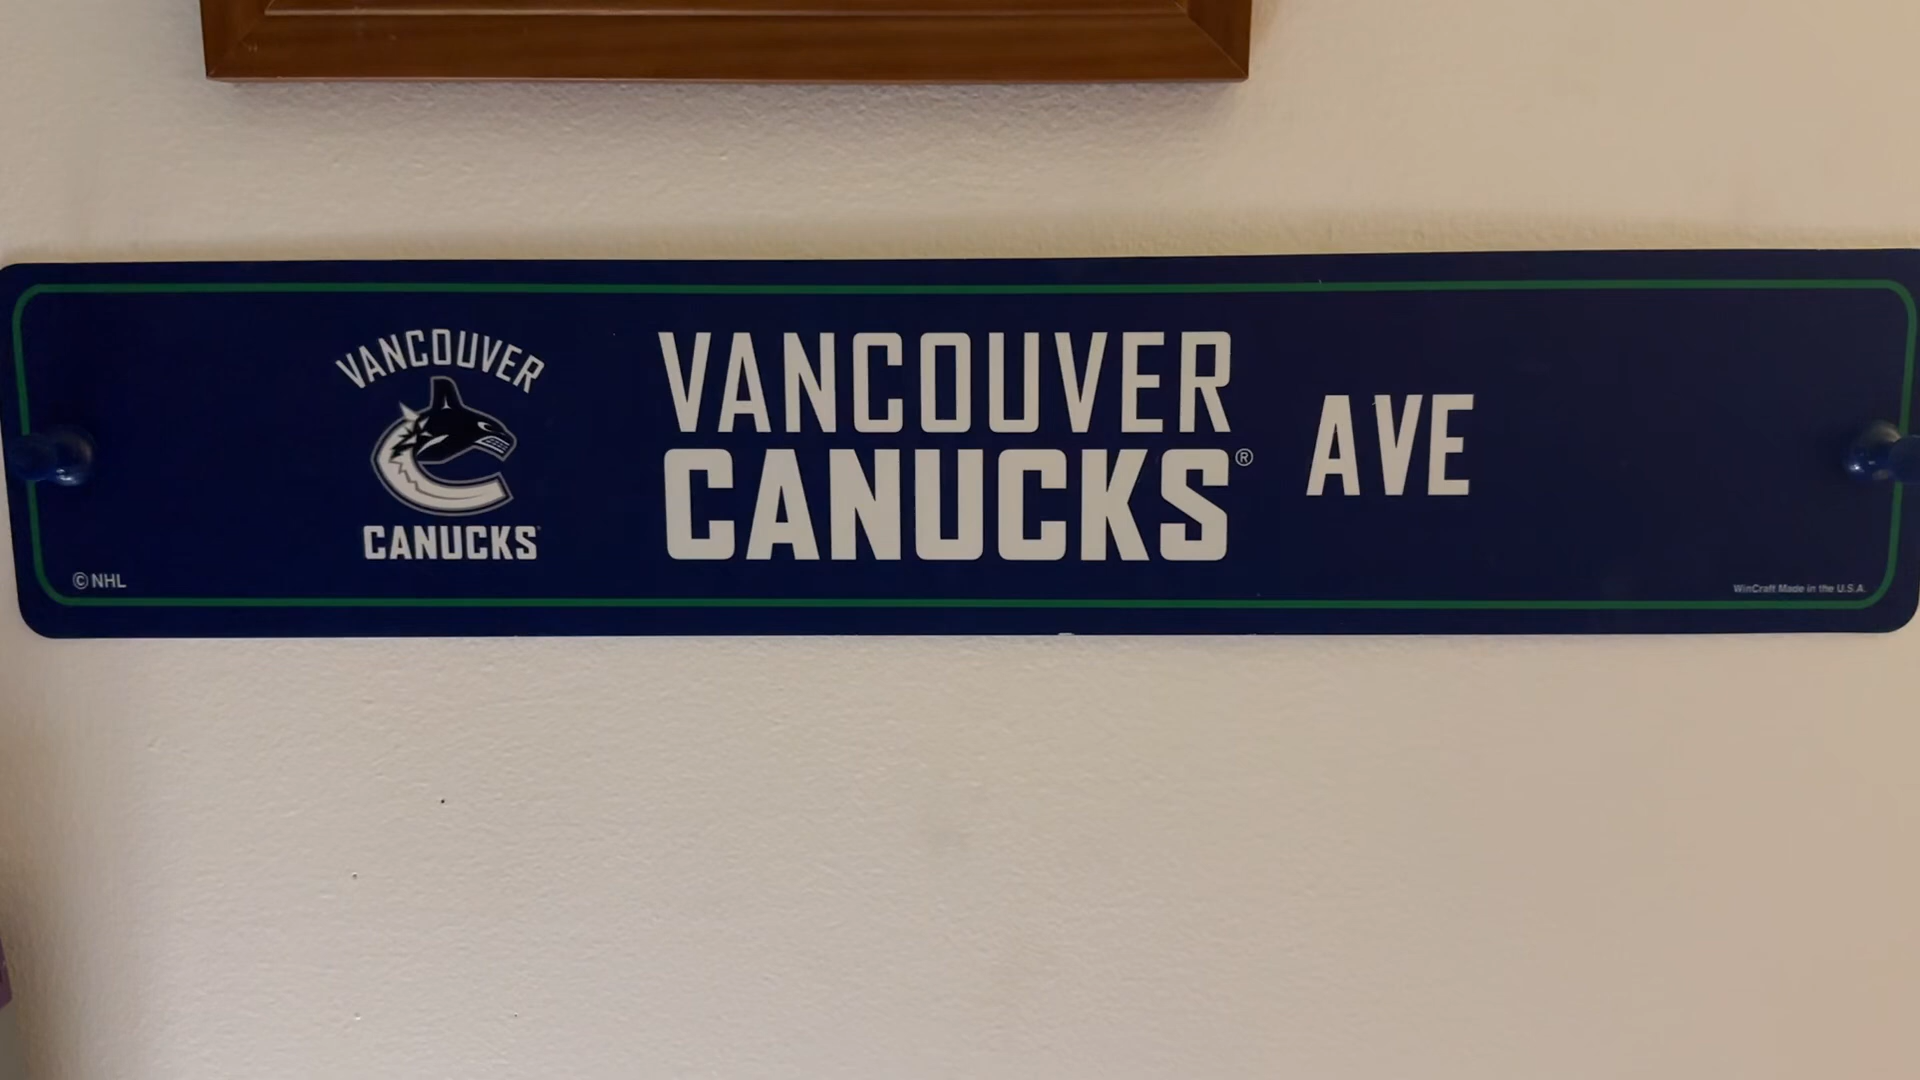 VANCOUVER
CANUCKS
VANCOUVER
CANUCKS®
AVE
©NHL
WinCraft Made in the U.S.A.